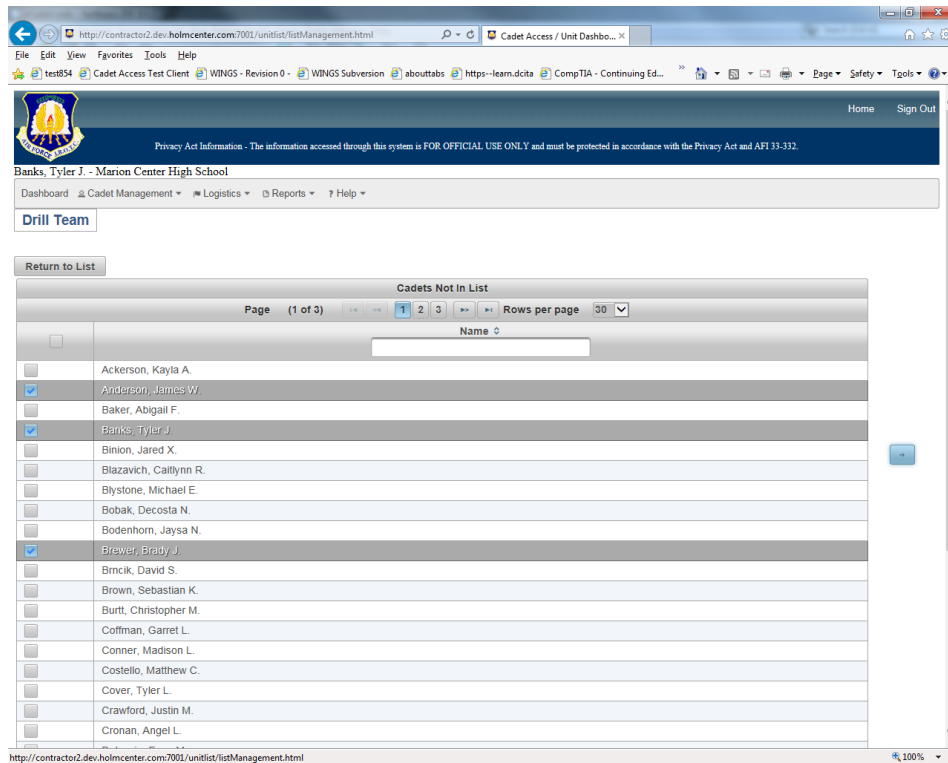 http://contractor2.dev.holmcenter.com:7001/unitlist/listManagement.html
Cadet Access / Unit Dashbo...
File Edit View Favorites Tools Help
test854 Cadet Access Test Client WINGS - Revision 0 - WINGS Subversion abouttabs https--learn.dcita CompTIA - Continuing Ed... Page Safety Tools
Home Sign Out
AIR FORCE JROTC
Privacy Act Information - The information accessed through this system is FOR OFFICIAL USE ONLY and must be protected in accordance with the Privacy Act and AFI 33-332.
Banks, Tyler J. - Marion Center High School
Dashboard Cadet Management Logistics Reports ? Help
Drill Team
Return to List
Cadets Not In List
Page (1 of 3) 1 2 3 Rows per page 30
Name
Ackerson, Kayla A.
Anderson, James W.
Baker, Abigail F.
Banks, Tyler J.
Binion, Jared X.
Blazavich, Caitlynn R.
Blystone, Michael E.
Bobak, Decosta N.
Bodenhorn, Jaysa N.
Brewer, Brady J.
Brncik, David S.
Brown, Sebastian K.
Burtt, Christopher M.
Coffman, Garret L.
Conner, Madison L.
Costello, Matthew C.
Cover, Tyler L.
Crawford, Justin M.
Cronan, Angel L.
http://contractor2.dev.holmcenter.com:7001/unitlist/listManagement.html
100%